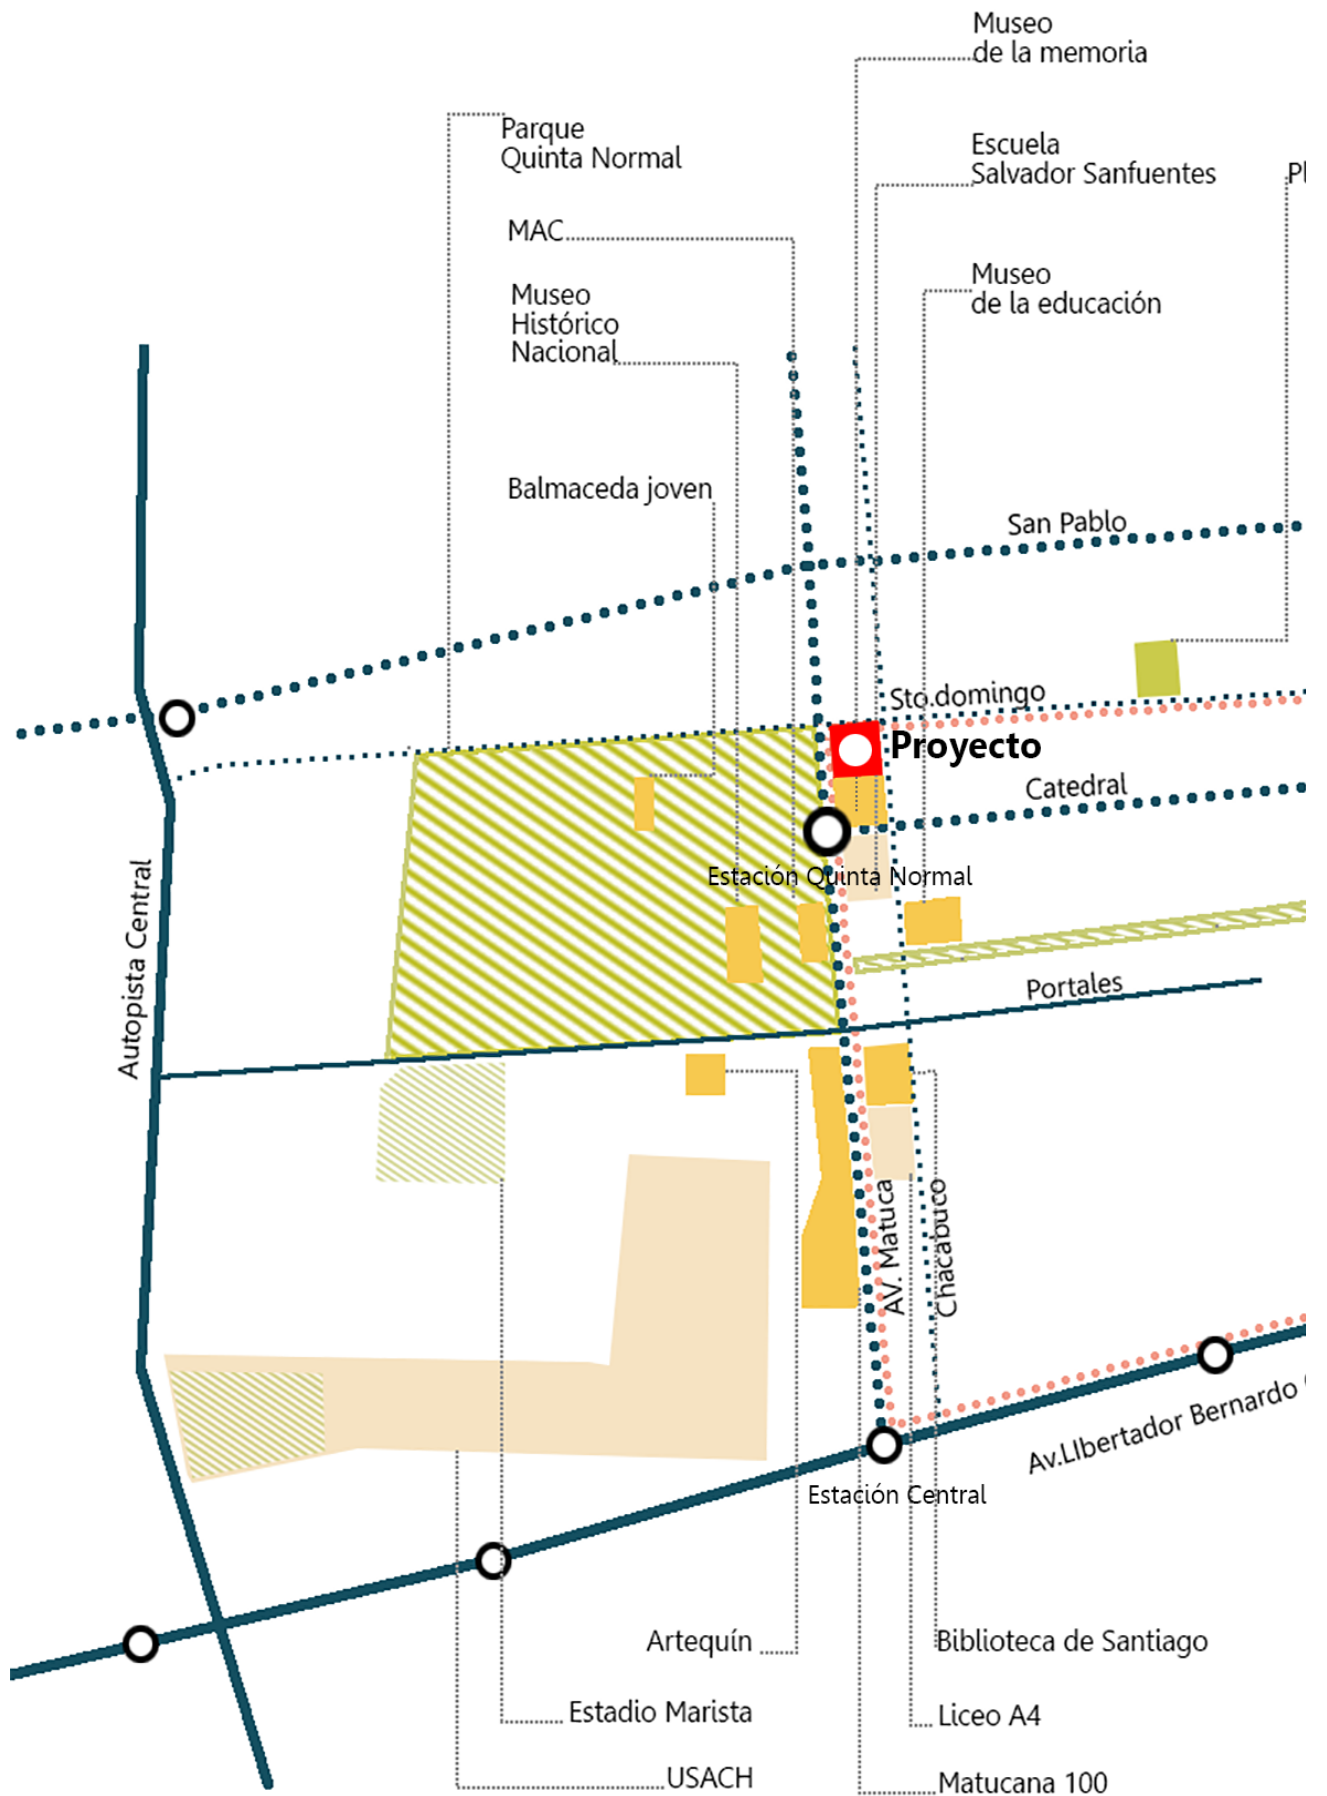 Museo
de la memoria
Parque
Quinta Normal
Escuela
Salvador Sanfuentes
Pl
MAC
Museo
de la educación
Museo
Histórico
Nacional
Balmaceda joven
San Pablo
Sto.domingo
Proyecto
Catedral
Estación Quinta Normal
Autopista Central
Portales
AV. Matuca
Chacabuco
Av.LIbertador Bernardo
Estación Central
Artequín
Biblioteca de Santiago
Estadio Marista
Liceo A4
USACH
Matucana 100